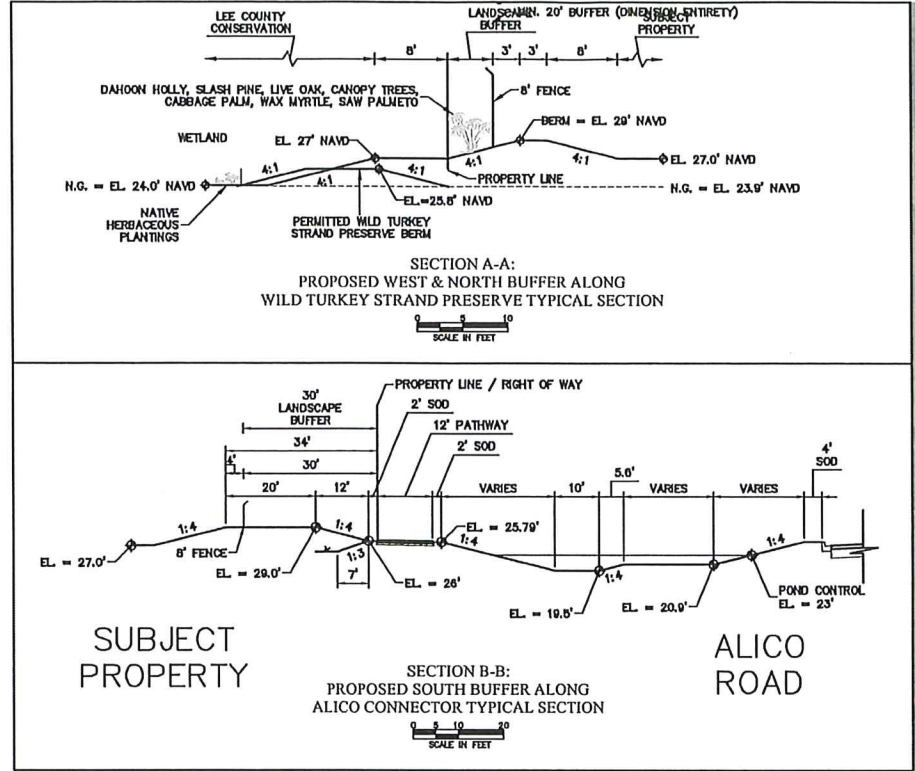 LEE COUNTY
CONSERVATION
LANDSCAPE
BUFFER
MIN. 20' BUFFER (DIMENSION ENTIRETY)
SUBJECT
PROPERTY
8'
3'
3'
8'
DAHOON HOLLY, SLASH PINE, LIVE OAK, CANOPY TREES,
CABBAGE PALM, WAX MYRTLE, SAW PALMETO
8' FENCE
BERM = EL. 29' NAVD
WETLAND
EL. 27' NAVD
4:1
4:1
4:1
4:1
4:1
EL. 27.0' NAVD
PROPERTY LINE
N.G. = EL. 24.0' NAVD
N.G. = EL. 23.9' NAVD
EL.=25.8' NAVD
NATIVE
HERBACEOUS
PLANTINGS
PERMITTED WILD TURKEY
STRAND PRESERVE BERM
SECTION A-A:
PROPOSED WEST & NORTH BUFFER ALONG
WILD TURKEY STRAND PRESERVE TYPICAL SECTION
0 5 10
SCALE IN FEET
PROPERTY LINE / RIGHT OF WAY
30'
LANDSCAPE
BUFFER
2' SOD
12' PATHWAY
2' SOD
34'
4'
30'
4'
SOD
5.6'
20'
12'
VARIES
10'
VARIES
VARIES
1:4
8' FENCE
1:4
1:3
7'
EL. = 25.79'
1:4
1:4
1:4
EL. = 27.0'
EL. = 29.0'
EL. = 26'
EL. = 19.5'
EL. = 20.9'
POND CONTROL
EL. = 23'
SUBJECT
PROPERTY
ALICO
ROAD
SECTION B-B:
PROPOSED SOUTH BUFFER ALONG
ALICO CONNECTOR TYPICAL SECTION
0 5 10 20
SCALE IN FEET